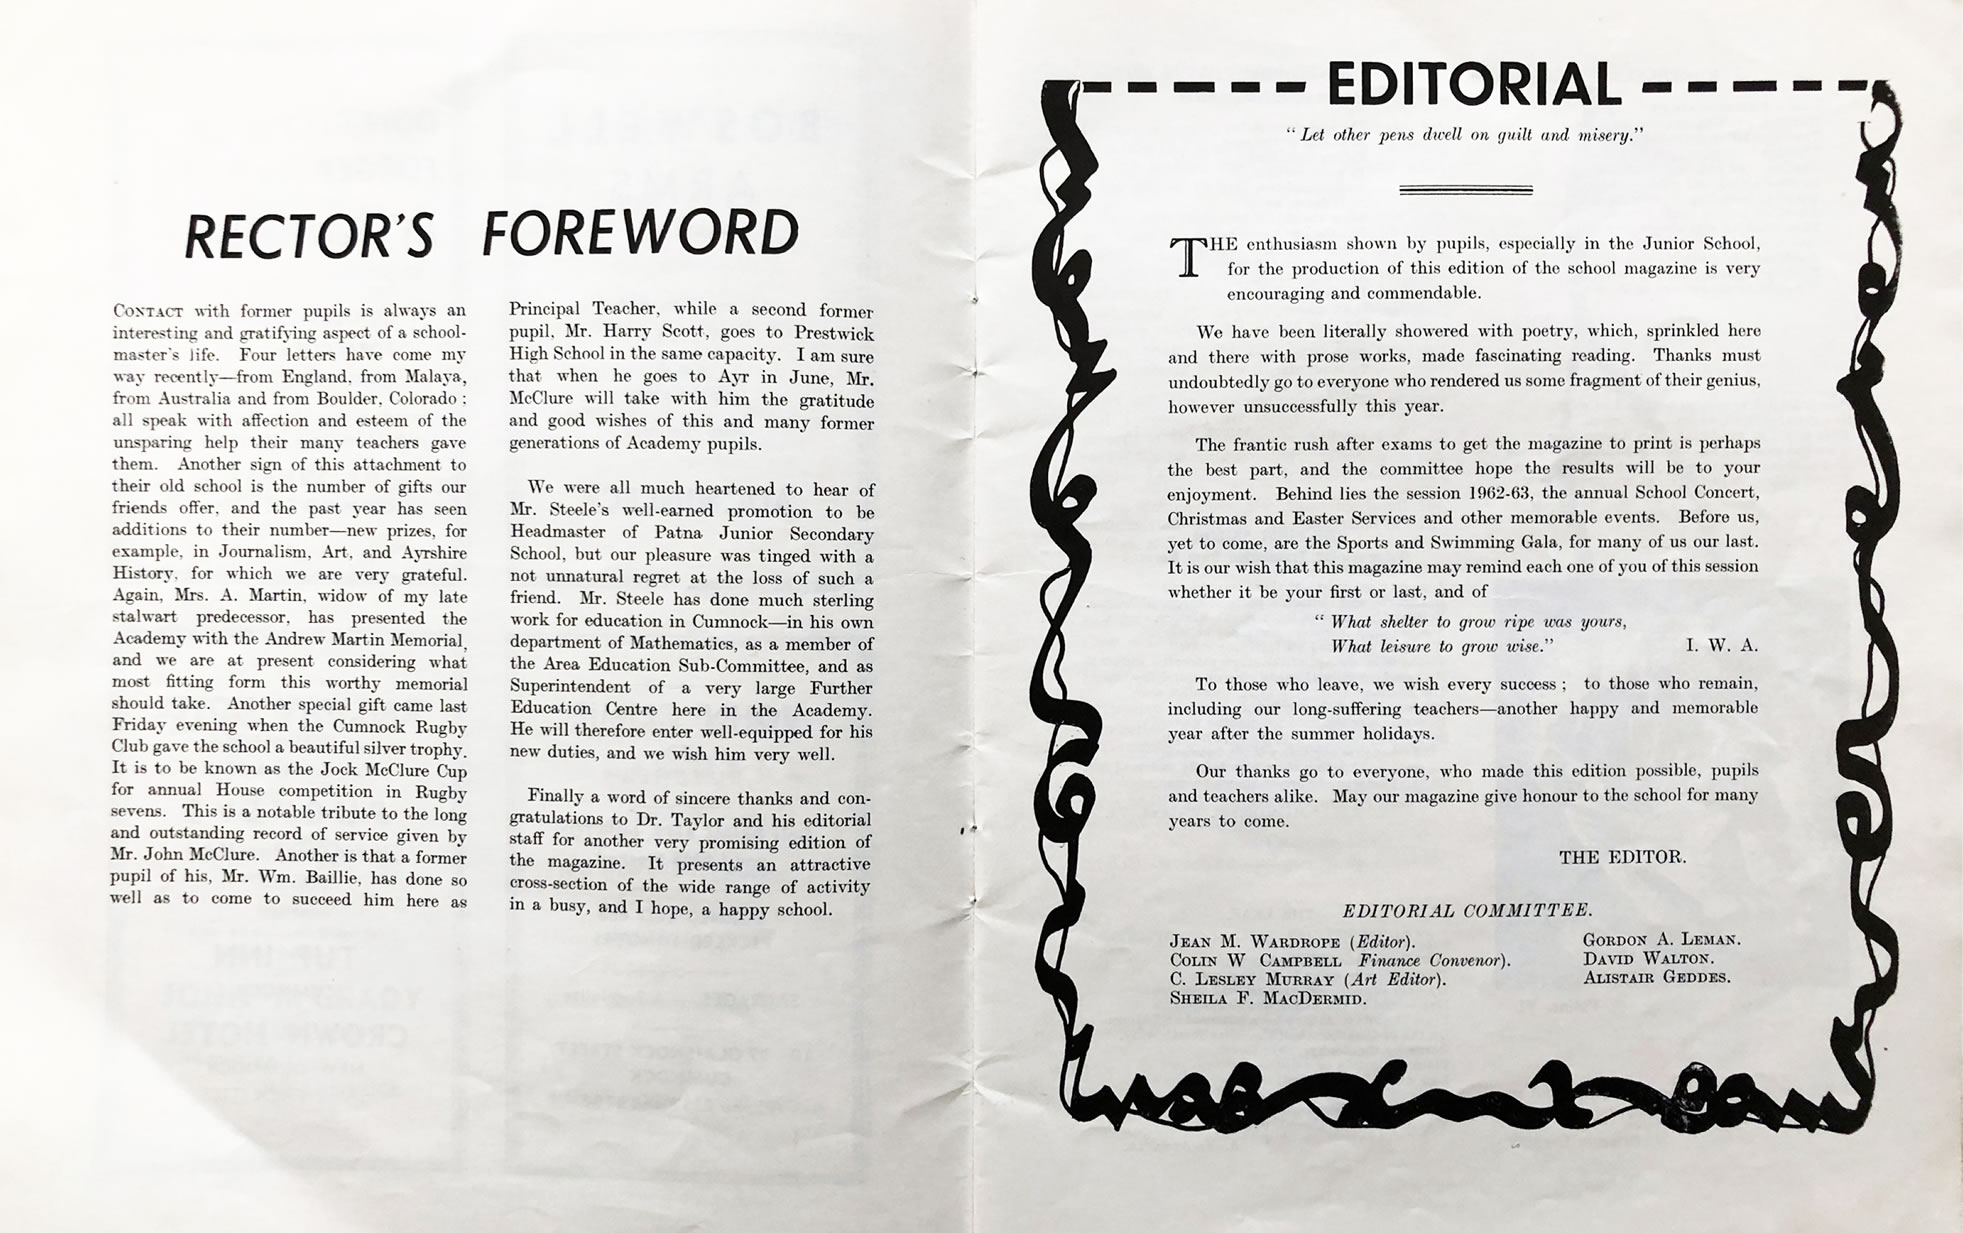 RECTOR'S FOREWORD
CONTACT with former pupils is always an
interesting and gratifying aspect of a school-
master's life. Four letters have come my
way recently—from England, from Malaya,
from Australia and from Boulder, Colorado :
all speak with affection and esteem of the
unsparing help their many teachers gave
them. Another sign of this attachment to
their old school is the number of gifts our
friends offer, and the past year has seen
additions to their number—new prizes, for
example, in Journalism, Art, and Ayrshire
History, for which we are very grateful.
Again, Mrs. A. Martin, widow of my late
stalwart predecessor, has presented the
Academy with the Andrew Martin Memorial,
and we are at present considering what
most fitting form this worthy memorial
should take. Another special gift came last
Friday evening when the Cumnock Rugby
Club gave the school a beautiful silver trophy.
It is to be known as the Jock McClure Cup
for annual House competition in Rugby
sevens. This is a notable tribute to the long
and outstanding record of service given by
Mr. John McClure. Another is that a former
pupil of his, Mr. Wm. Baillie, has done so
well as to come to succeed him here as
Principal Teacher, while a second former
pupil, Mr. Harry Scott, goes to Prestwick
High School in the same capacity. I am sure
that when he goes to Ayr in June, Mr.
McClure will take with him the gratitude
and good wishes of this and many former
generations of Academy pupils.
We were all much heartened to hear of
Mr. Steele's well-earned promotion to be
Headmaster of Patna Junior Secondary
School, but our pleasure was tinged with a
not unnatural regret at the loss of such a
friend. Mr. Steele has done much sterling
work for education in Cumnock—in his own
department of Mathematics, as a member of
the Area Education Sub-Committee, and as
Superintendent of a very large Further
Education Centre here in the Academy.
He will therefore enter well-equipped for his
new duties, and we wish him very well.
Finally a word of sincere thanks and con-
gratulations to Dr. Taylor and his editorial
staff for another very promising edition of
the magazine. It presents an attractive
cross-section of the wide range of activity
in a busy, and I hope, a happy school.
EDITORIAL
" Let other pens dwell on guilt and misery."
THE enthusiasm shown by pupils, especially in the Junior School,
for the production of this edition of the school magazine is very
encouraging and commendable.
We have been literally showered with poetry, which, sprinkled here
and there with prose works, made fascinating reading. Thanks must
undoubtedly go to everyone who rendered us some fragment of their genius,
however unsuccessfully this year.
The frantic rush after exams to get the magazine to print is perhaps
the best part, and the committee hope the results will be to your
enjoyment. Behind lies the session 1962-63, the annual School Concert,
Christmas and Easter Services and other memorable events. Before us,
yet to come, are the Sports and Swimming Gala, for many of us our last.
It is our wish that this magazine may remind each one of you of this session
whether it be your first or last, and of
" What shelter to grow ripe was yours,
What leisure to grow wise." I. W. A.
To those who leave, we wish every success ; to those who remain,
including our long-suffering teachers—another happy and memorable
year after the summer holidays.
Our thanks go to everyone, who made this edition possible, pupils
and teachers alike. May our magazine give honour to the school for many
years to come.
THE EDITOR.
EDITORIAL COMMITTEE.
JEAN M. WARDROPE (Editor).
COLIN W CAMPBELL Finance Convenor).
C. LESLEY MURRAY (Art Editor).
SHEILA F. MACDERMID.
GORDON A. LEMAN.
DAVID WALTON.
ALISTAIR GEDDES.